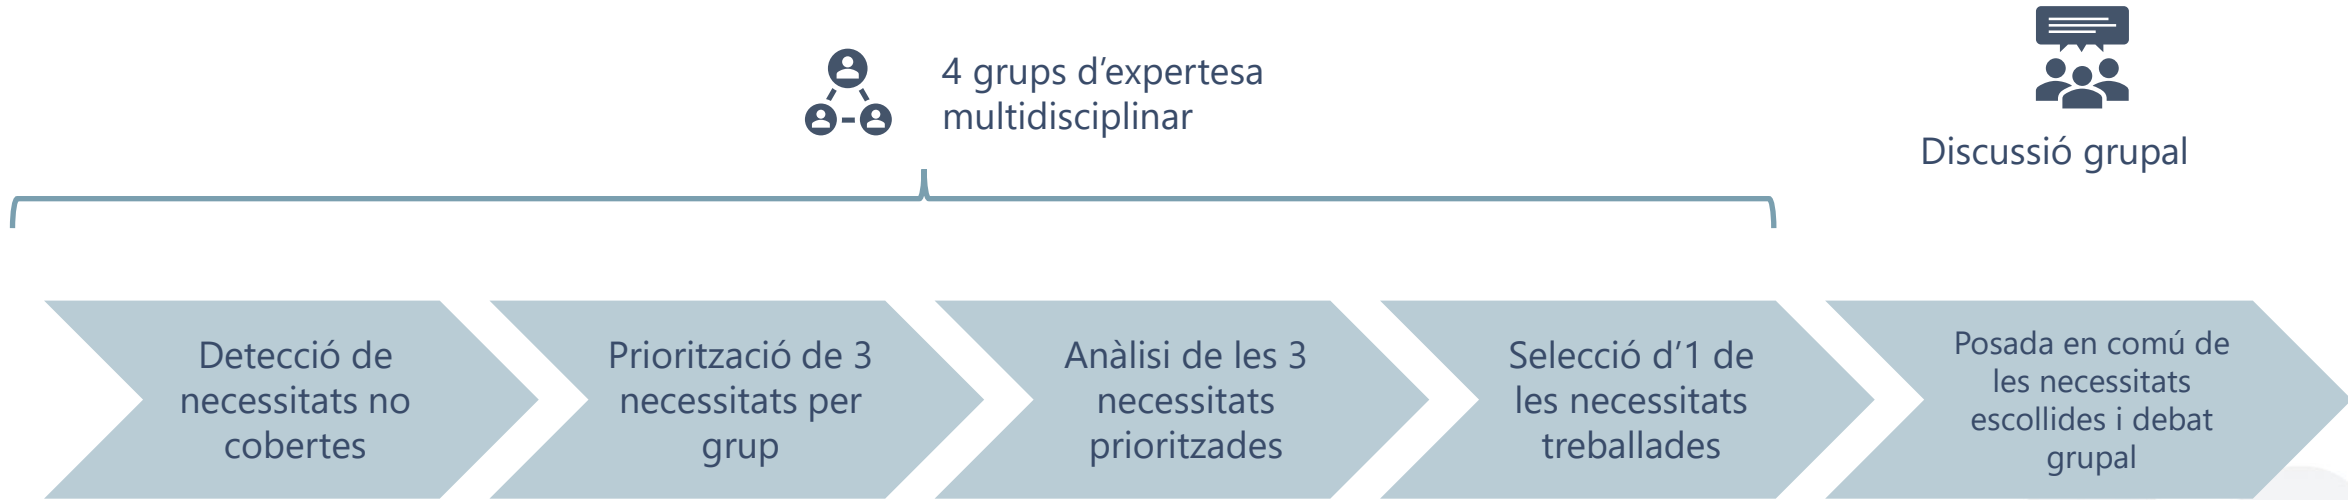 4 grups d’expertesa
multidisciplinar
Discussió grupal
Detecció de
necessitats no
cobertes
Priorització de 3
necessitats per
grup
Anàlisi de les 3
necessitats
prioritzades
Selecció d’1 de
les necessitats
treballades
Posada en comú de
les necessitats
escollides i debat
grupal